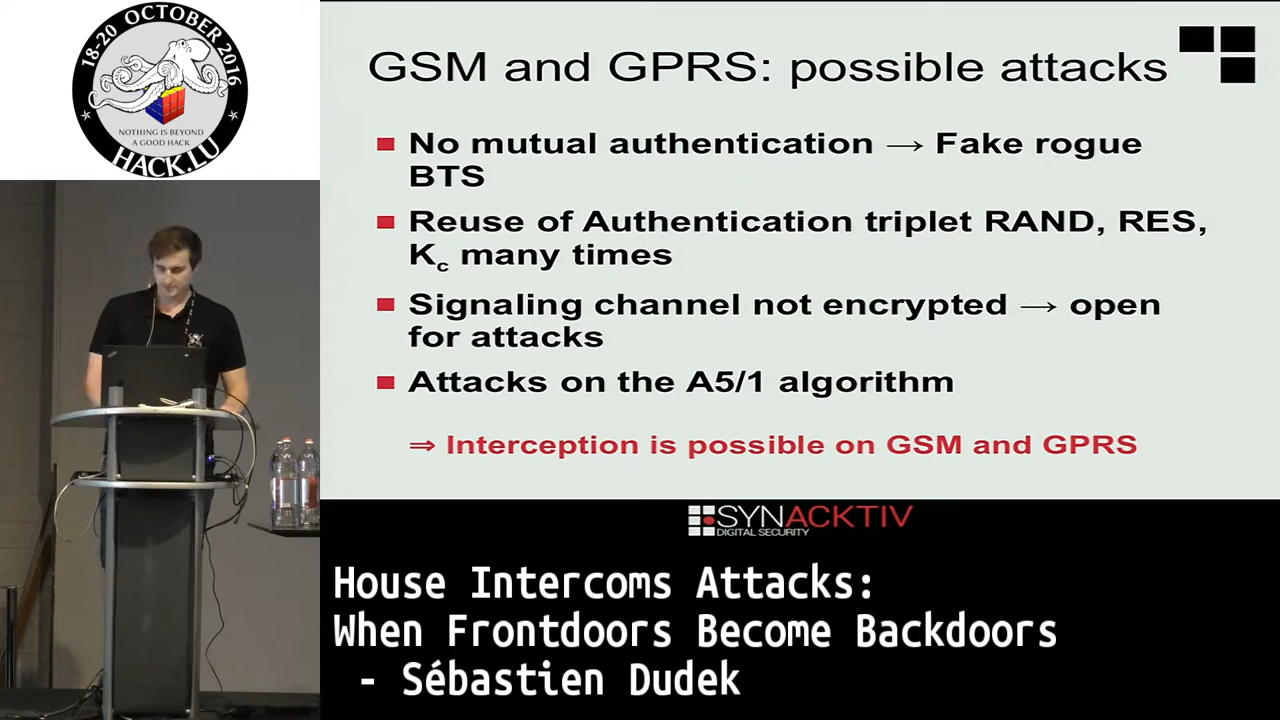 18-20 OCTOBER 2016
NOTHING IS BEYOND
A GOOD HACK
HACK.LU
GSM and GPRS: possible attacks
No mutual authentication → Fake rogue
BTS
Reuse of Authentication triplet RAND, RES,
Kc many times
Signaling channel not encrypted → open
for attacks
Attacks on the A5/1 algorithm
⇒ Interception is possible on GSM and GPRS
SYNACKTIV
DIGITAL SECURITY
House Intercoms Attacks:
When Frontdoors Become Backdoors
- Sébastien Dudek